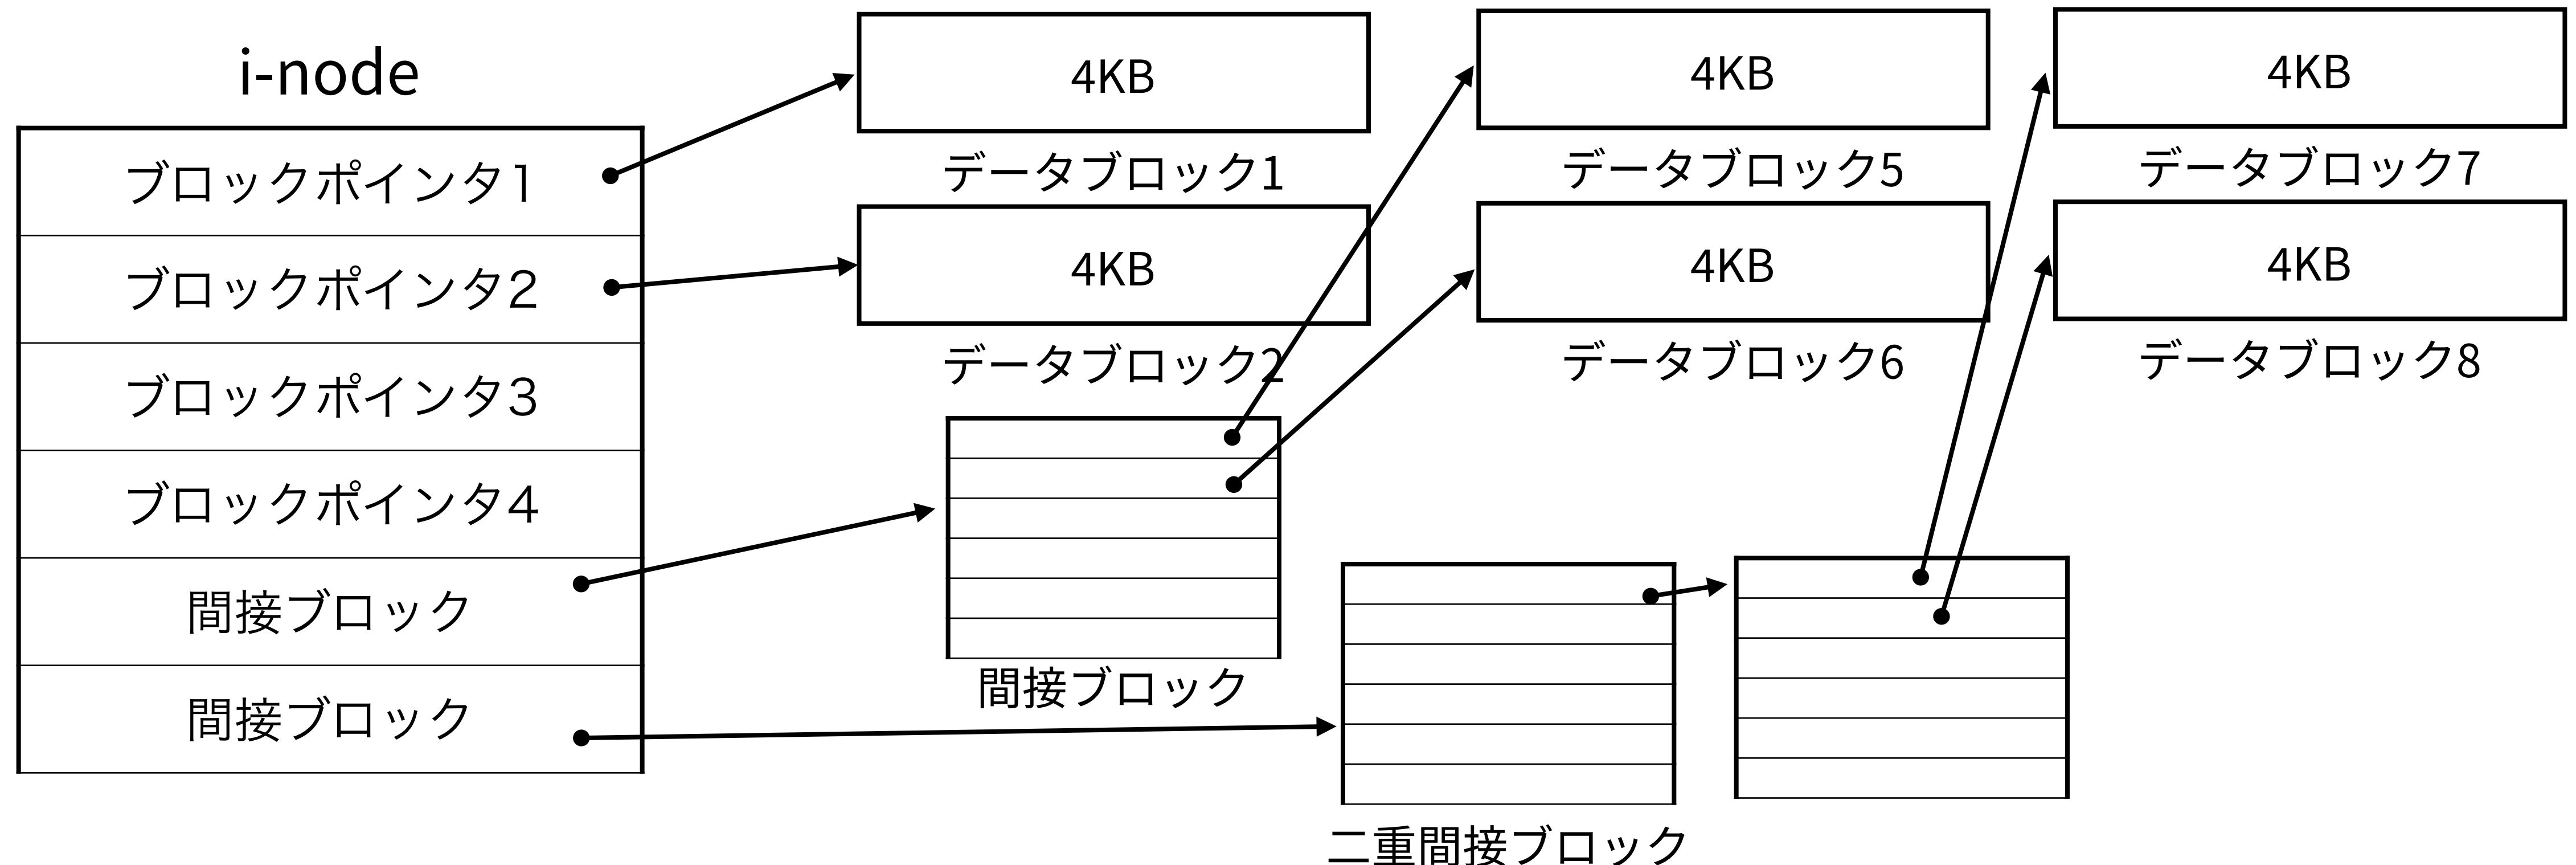 i-node
ブロックポインタ1
ブロックポインタ2
ブロックポインタ3
ブロックポインタ4
間接ブロック
間接ブロック
4KB
データブロック1
4KB
データブロック2
間接ブロック
4KB
データブロック5
4KB
データブロック6
二重間接ブロック
4KB
データブロック7
4KB
データブロック8